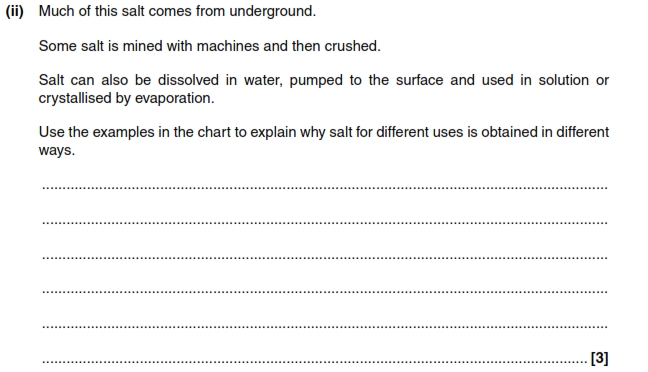 (ii) Much of this salt comes from underground.
Some salt is mined with machines and then crushed.
Salt can also be dissolved in water, pumped to the surface and used in solution or
crystallised by evaporation.
Use the examples in the chart to explain why salt for different uses is obtained in different
ways.
[3]